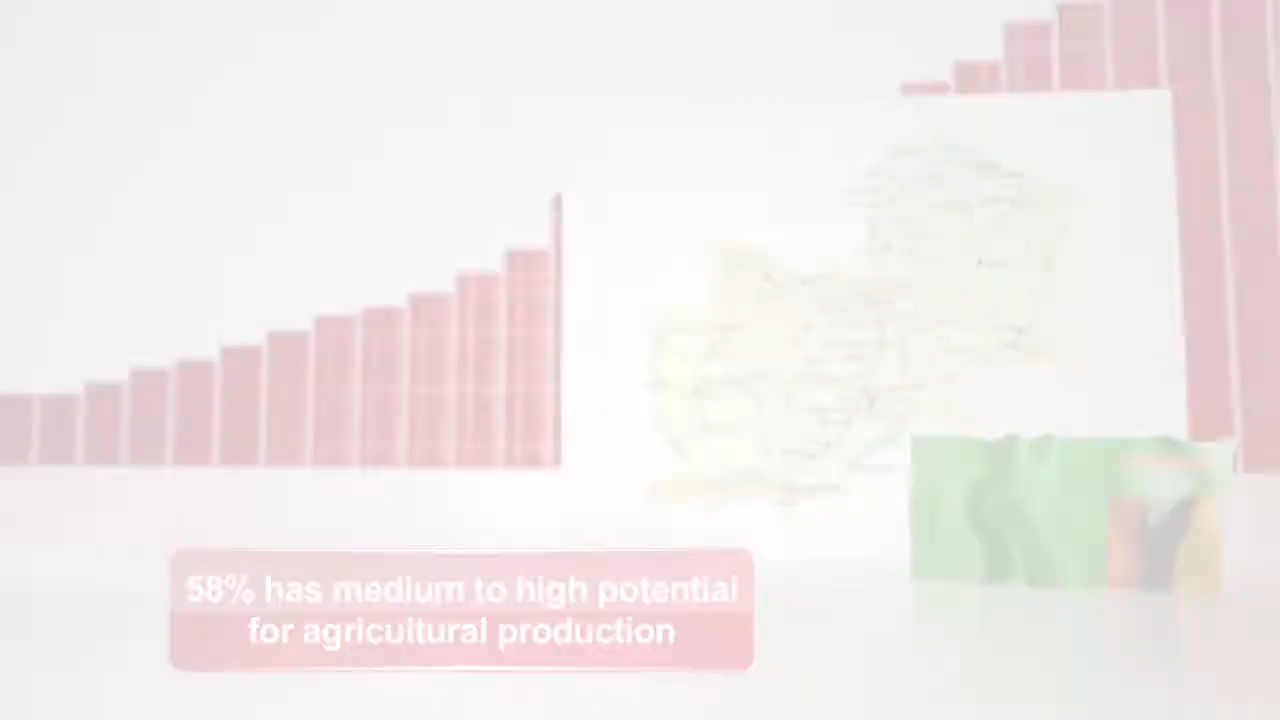 58% has medium to high potential
for agricultural production